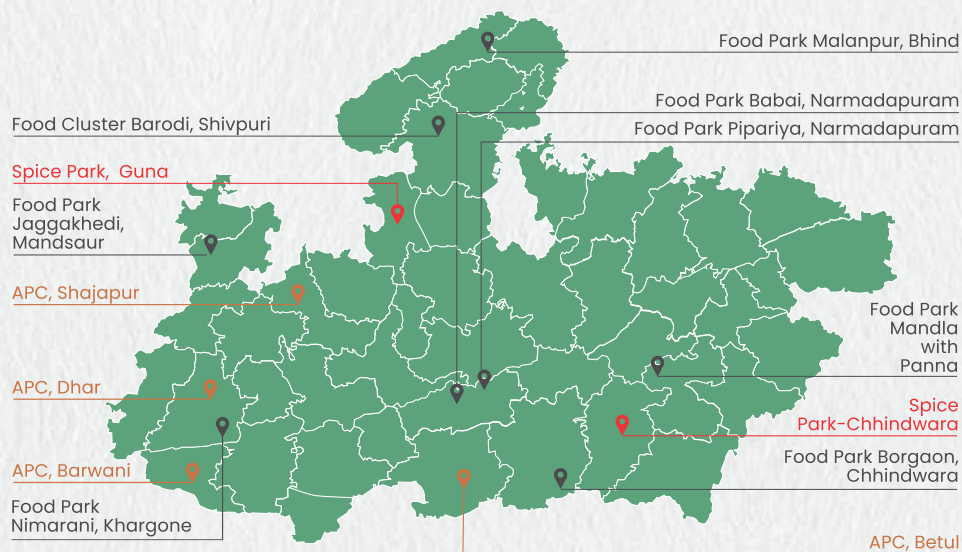 Food Park Malanpur, Bhind
Food Park Babai, Narmadapuram
Food Park Pipariya, Narmadapuram
Food Cluster Barodi, Shivpuri
Spice Park, Guna
Food Park
Jaggakhedi,
Mandsaur
APC, Shajapur
APC, Dhar
APC, Barwani
Food Park
Nimarani, Khargone
Food Park
Mandla
with
Panna
Spice
Park-Chhindwara
Food Park Borgaon,
Chhindwara
APC, Betul